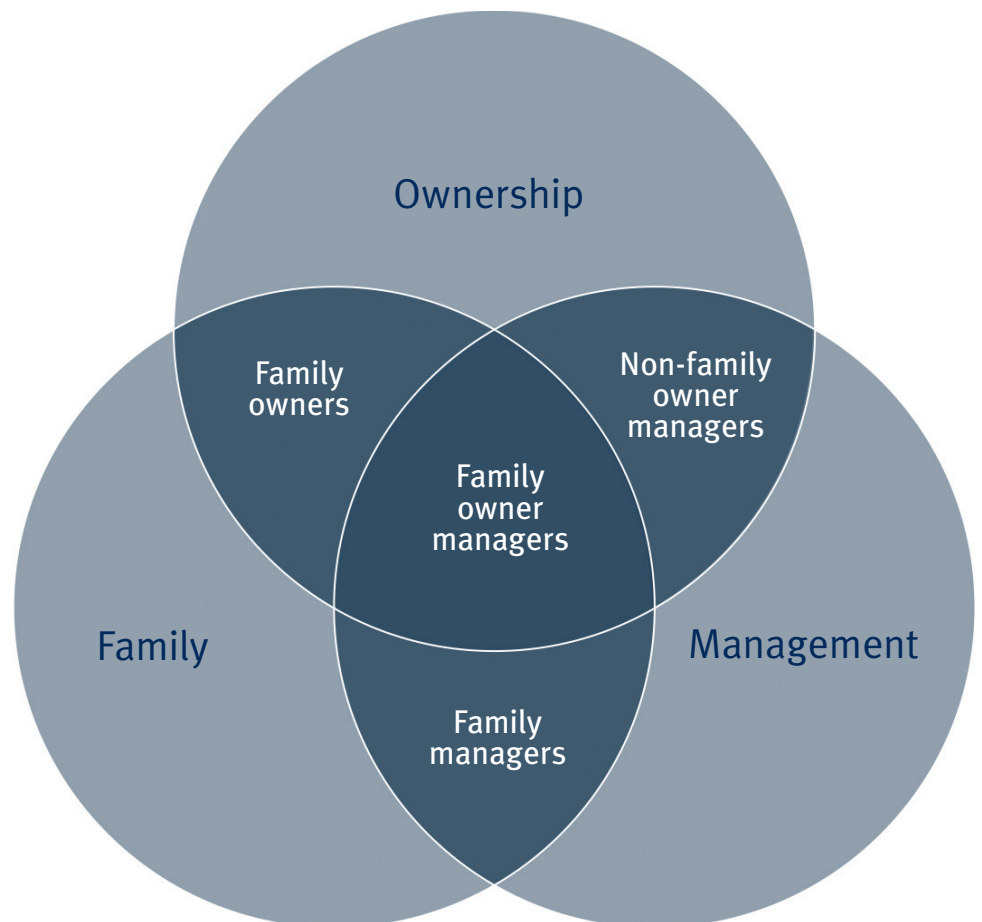 Ownership
Family
owners
Non-family
owner
managers
Family
owner
managers
Family
Management
Family
managers